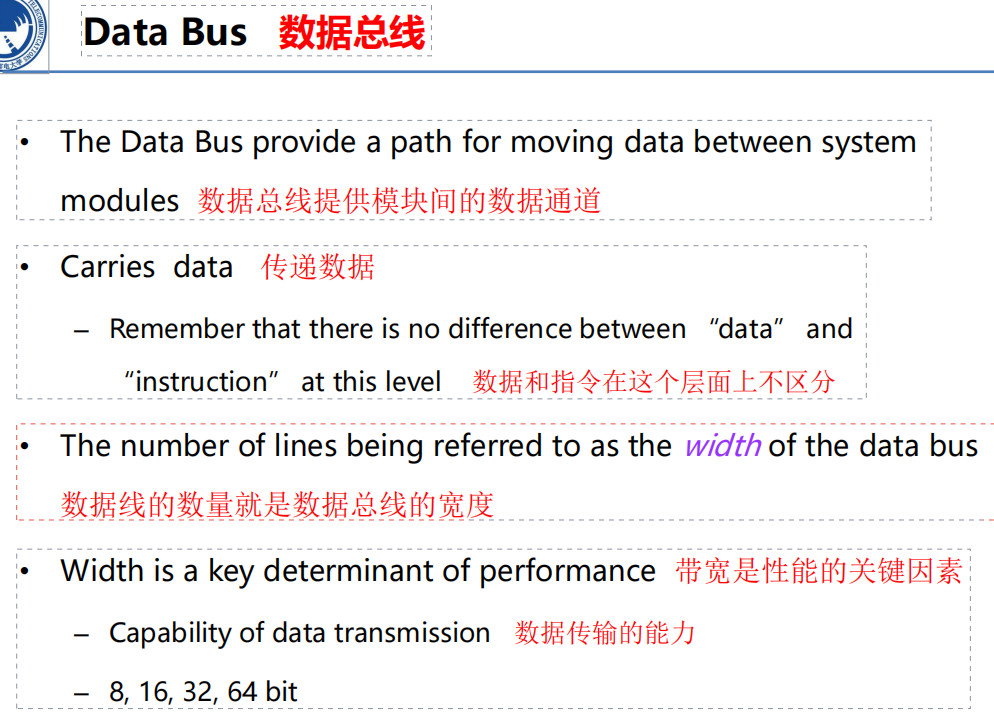 Data Bus 数据总线
• The Data Bus provide a path for moving data between system
modules 数据总线提供模块间的数据通道
• Carries data 传递数据
– Remember that there is no difference between “data” and
“instruction” at this level 数据和指令在这个层面上不区分
• The number of lines being referred to as the width of the data bus
数据线的数量就是数据总线的宽度
• Width is a key determinant of performance 带宽是性能的关键因素
– Capability of data transmission 数据传输的能力
– 8, 16, 32, 64 bit